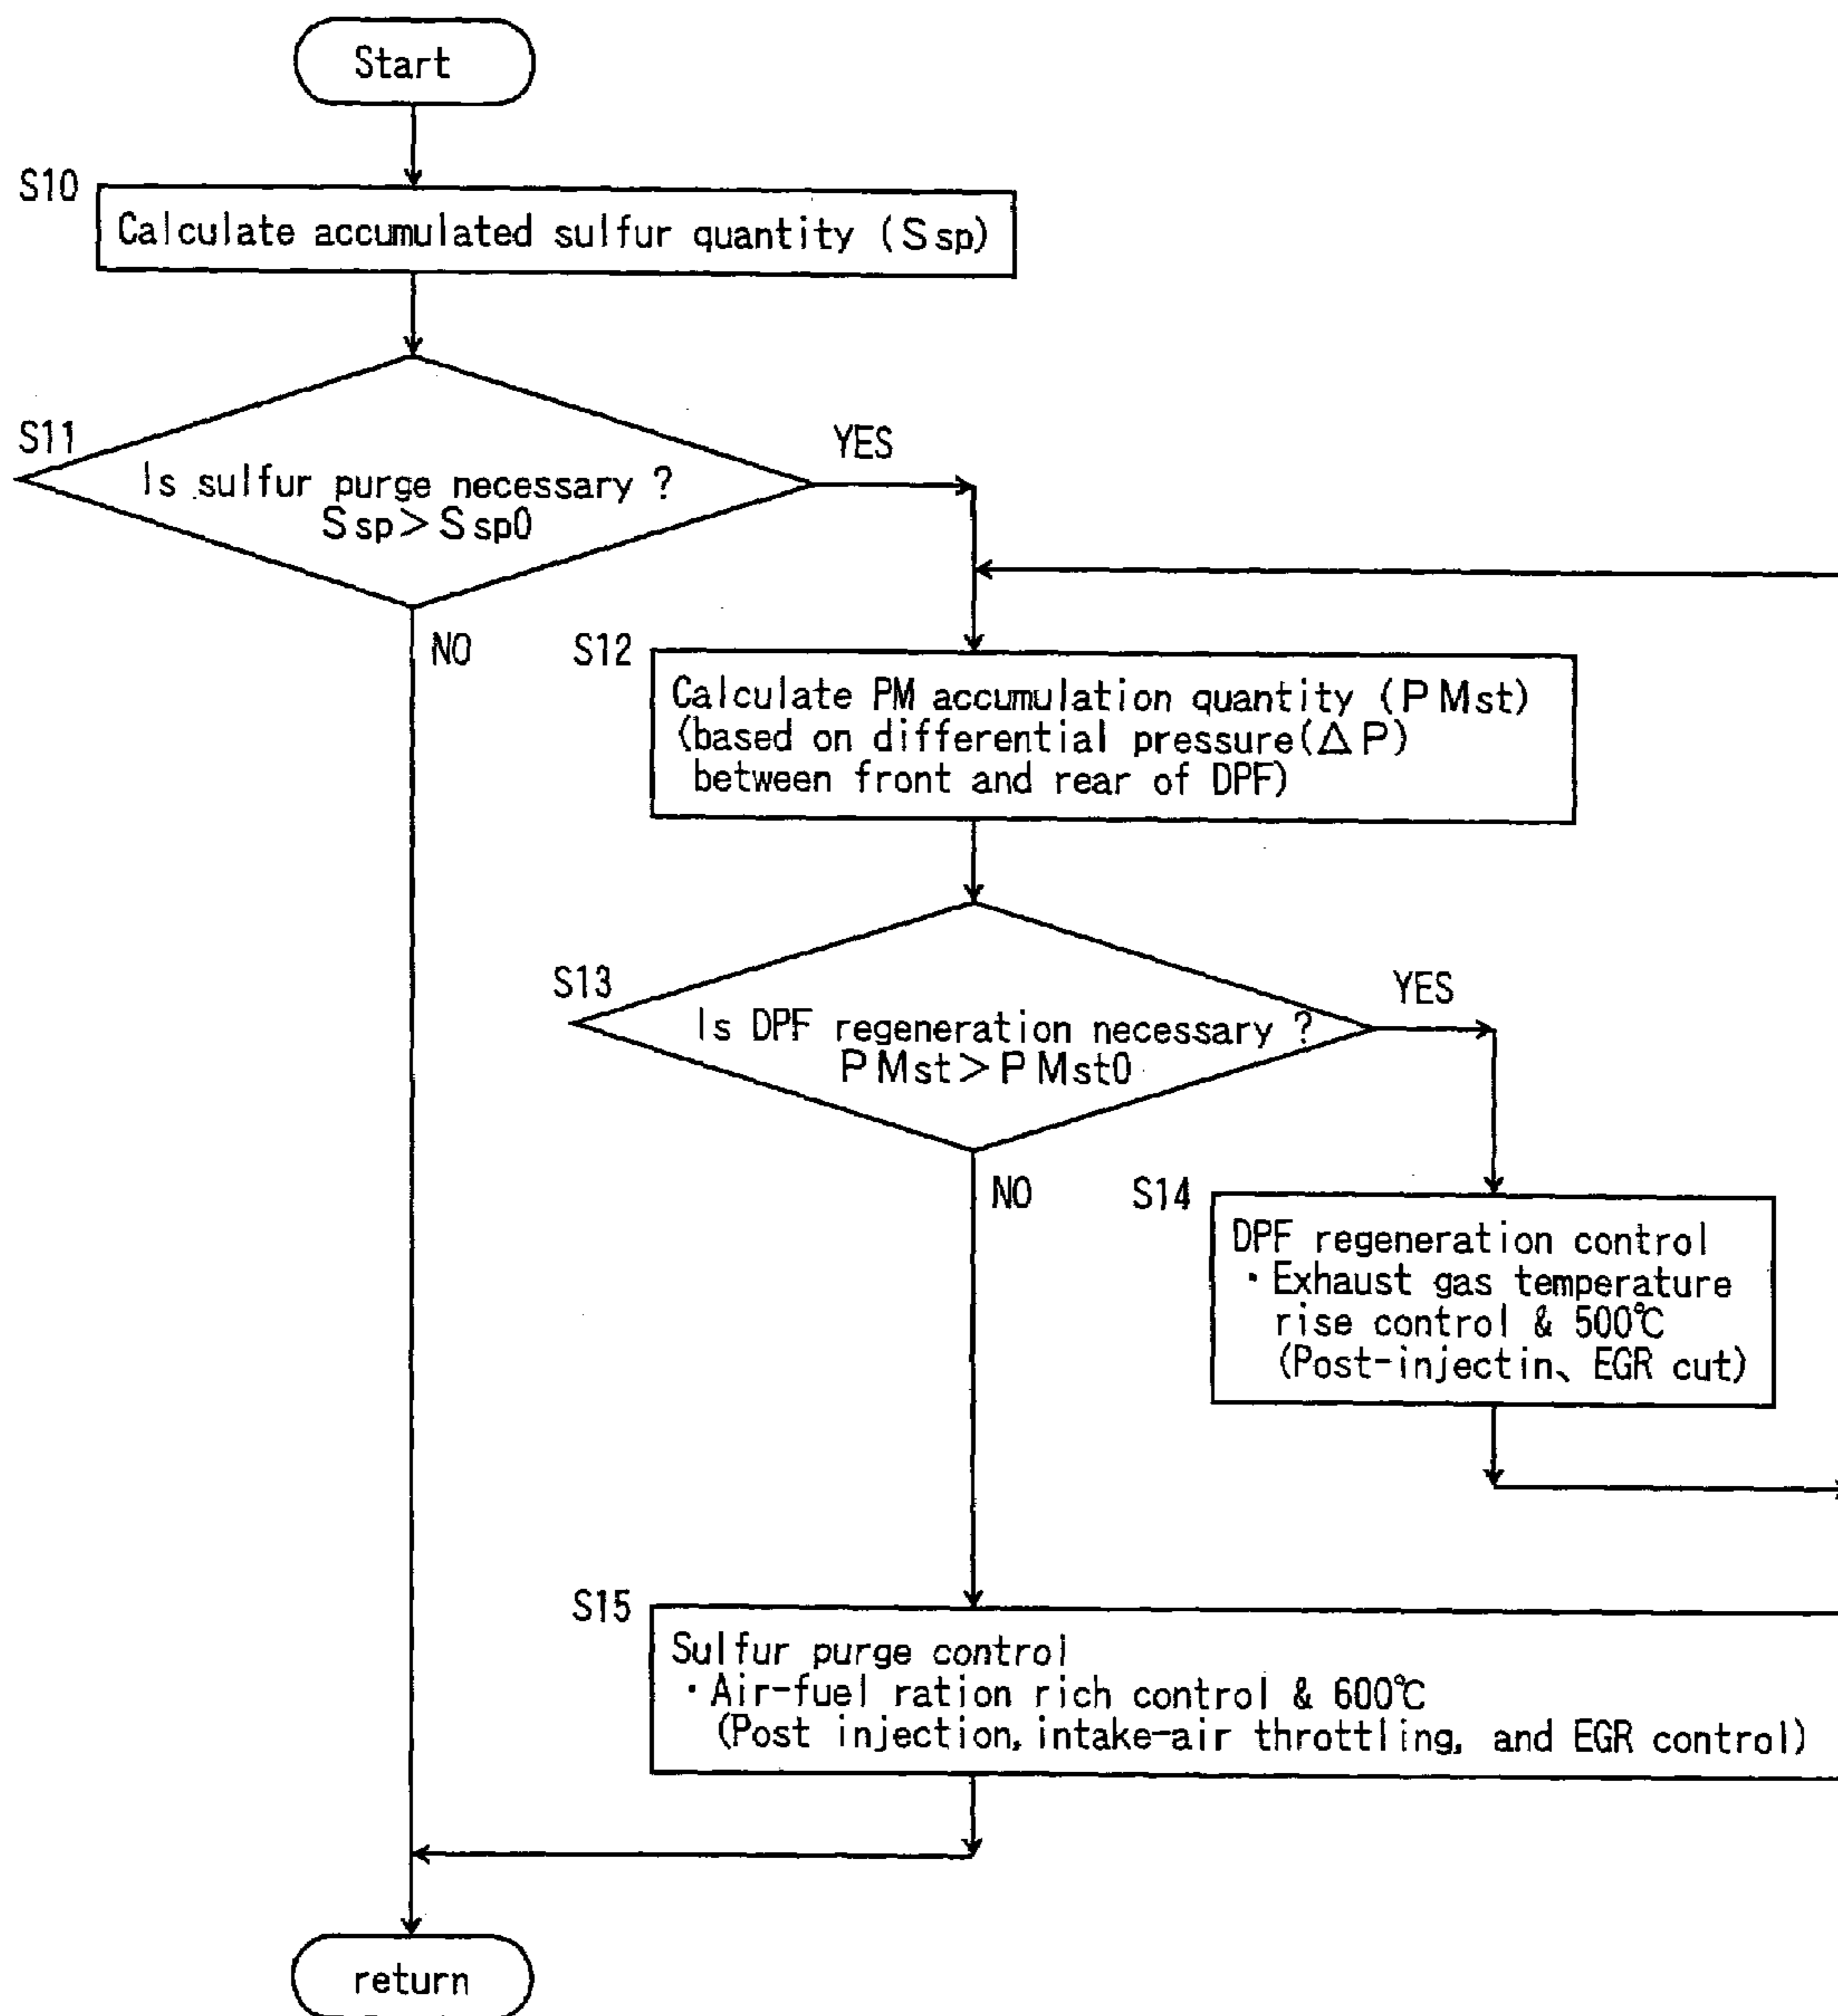 Start
S10
Calculate accumulated sulfur quantity (Ssp)
S11
YES
Is sulfur purge necessary ?
Ssp>Ssp0
NO
S12
Calculate PM accumulation quantity (PMst)
(based on differential pressure(ΔP)
between front and rear of DPF)
S13
YES
Is DPF regeneration necessary ?
PMst>PMst0
NO
S14
DPF regeneration control
・Exhaust gas temperature
rise control & 500℃
(Post-injectin、EGR cut)
S15
Sulfur purge control
・Air-fuel ration rich control & 600℃
(Post injection, intake-air throttling, and EGR control)
return